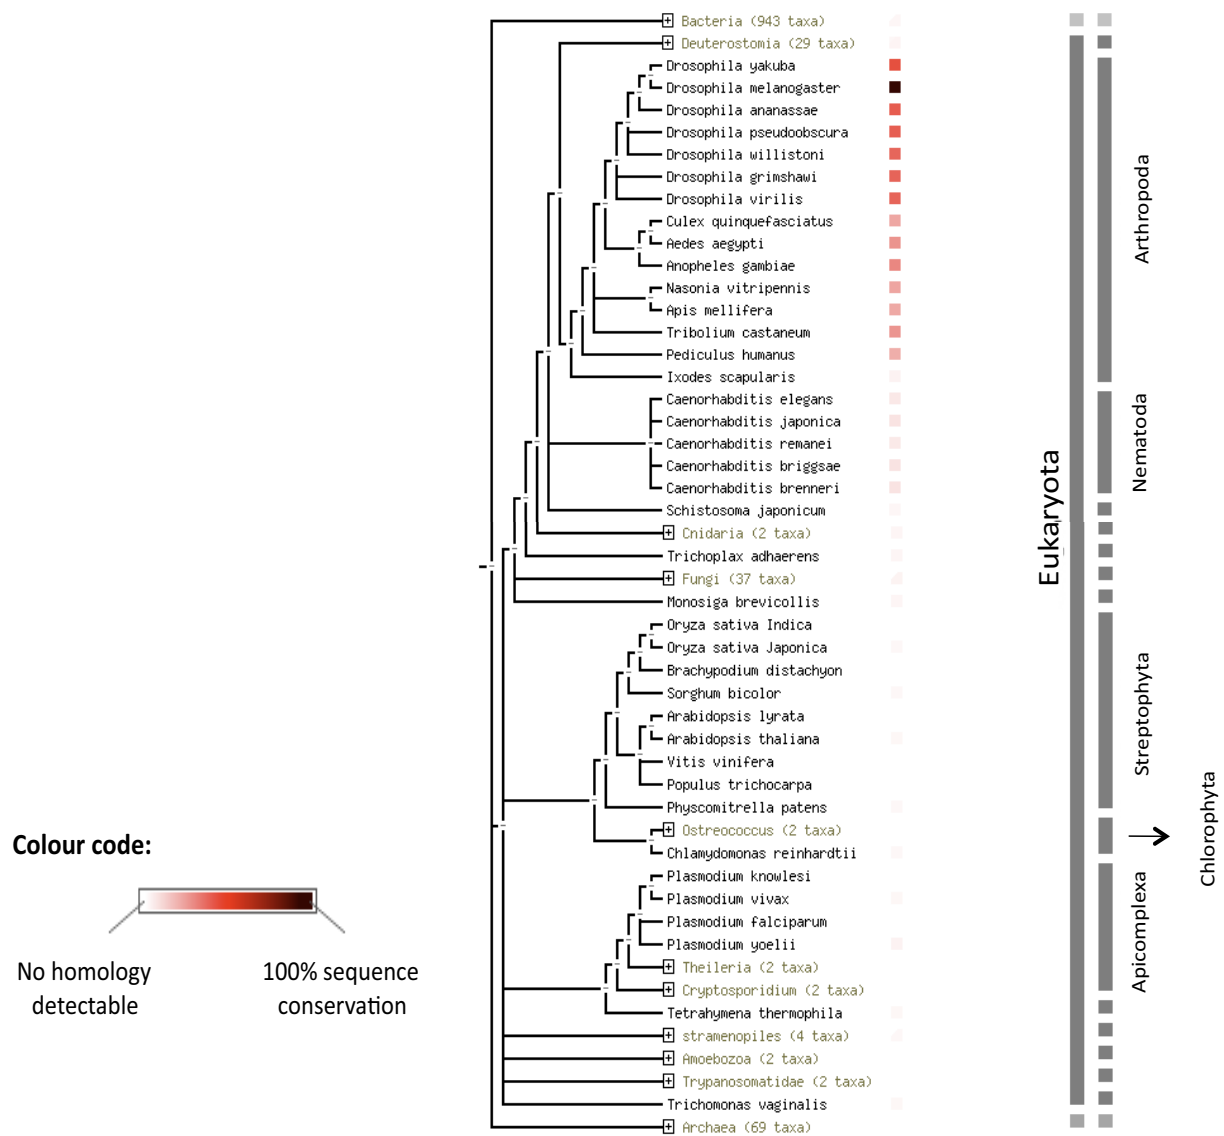 Bacteria (943 taxa)
Deuterostomia (29 taxa)
Drosophila yakuba
Drosophila melanogaster
Drosophila ananassae
Drosophila pseudoobscura
Drosophila willistoni
Drosophila grimshawi
Drosophila virilis
Culex quinquefasciatus
Aedes aegypti
Anopheles gambiae
Nasonia vitripennis
Apis mellifera
Tribolium castaneum
Pediculus humanus
Ixodes scapularis
Caenorhabditis elegans
Caenorhabditis japonica
Caenorhabditis remanei
Caenorhabditis briggsae
Caenorhabditis brenneri
Schistosoma japonicum
Cnidaria (2 taxa)
Trichoplax adhaerens
Fungi (37 taxa)
Monosiga brevicollis
Oryza sativa Indica
Oryza sativa Japonica
Brachypodium distachyon
Sorghum bicolor
Arabidopsis lyrata
Arabidopsis thaliana
Vitis vinifera
Populus trichocarpa
Physcomitrella patens
Ostreococcus (2 taxa)
Chlamydomonas reinhardtii
Plasmodium knowlesi
Plasmodium vivax
Plasmodium falciparum
Plasmodium yoelii
Theileria (2 taxa)
Cryptosporidium (2 taxa)
Tetrahymena thermophila
stramenopiles (4 taxa)
Amoebozoa (2 taxa)
Trypanosomatidae (2 taxa)
Trichomonas vaginalis
Archaea (69 taxa)
Eukaryota
Arthropoda
Nematoda
Streptophyta
Chlorophyta
Apicomplexa
Colour code:
No homology
detectable
100% sequence
conservation